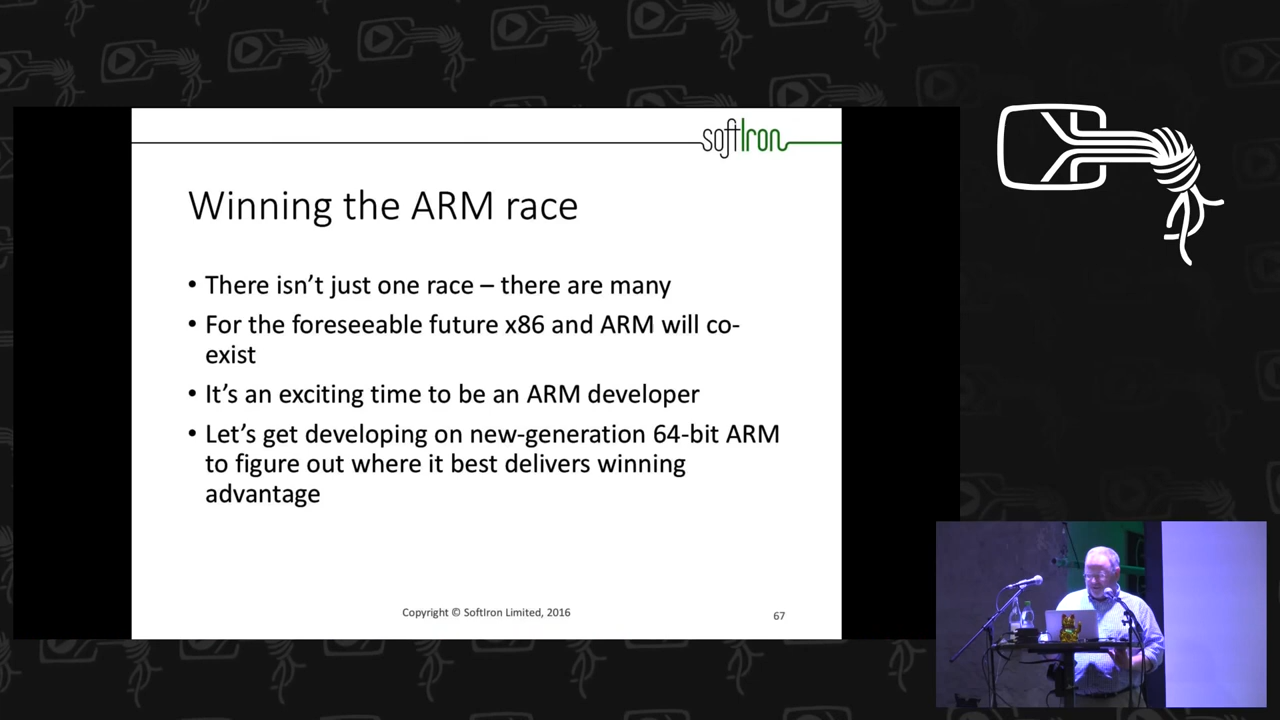 softIron
Winning the ARM race
• There isn’t just one race – there are many
• For the foreseeable future x86 and ARM will co-
exist
• It’s an exciting time to be an ARM developer
• Let’s get developing on new-generation 64-bit ARM
to figure out where it best delivers winning
advantage
Copyright © SoftIron Limited, 2016
67